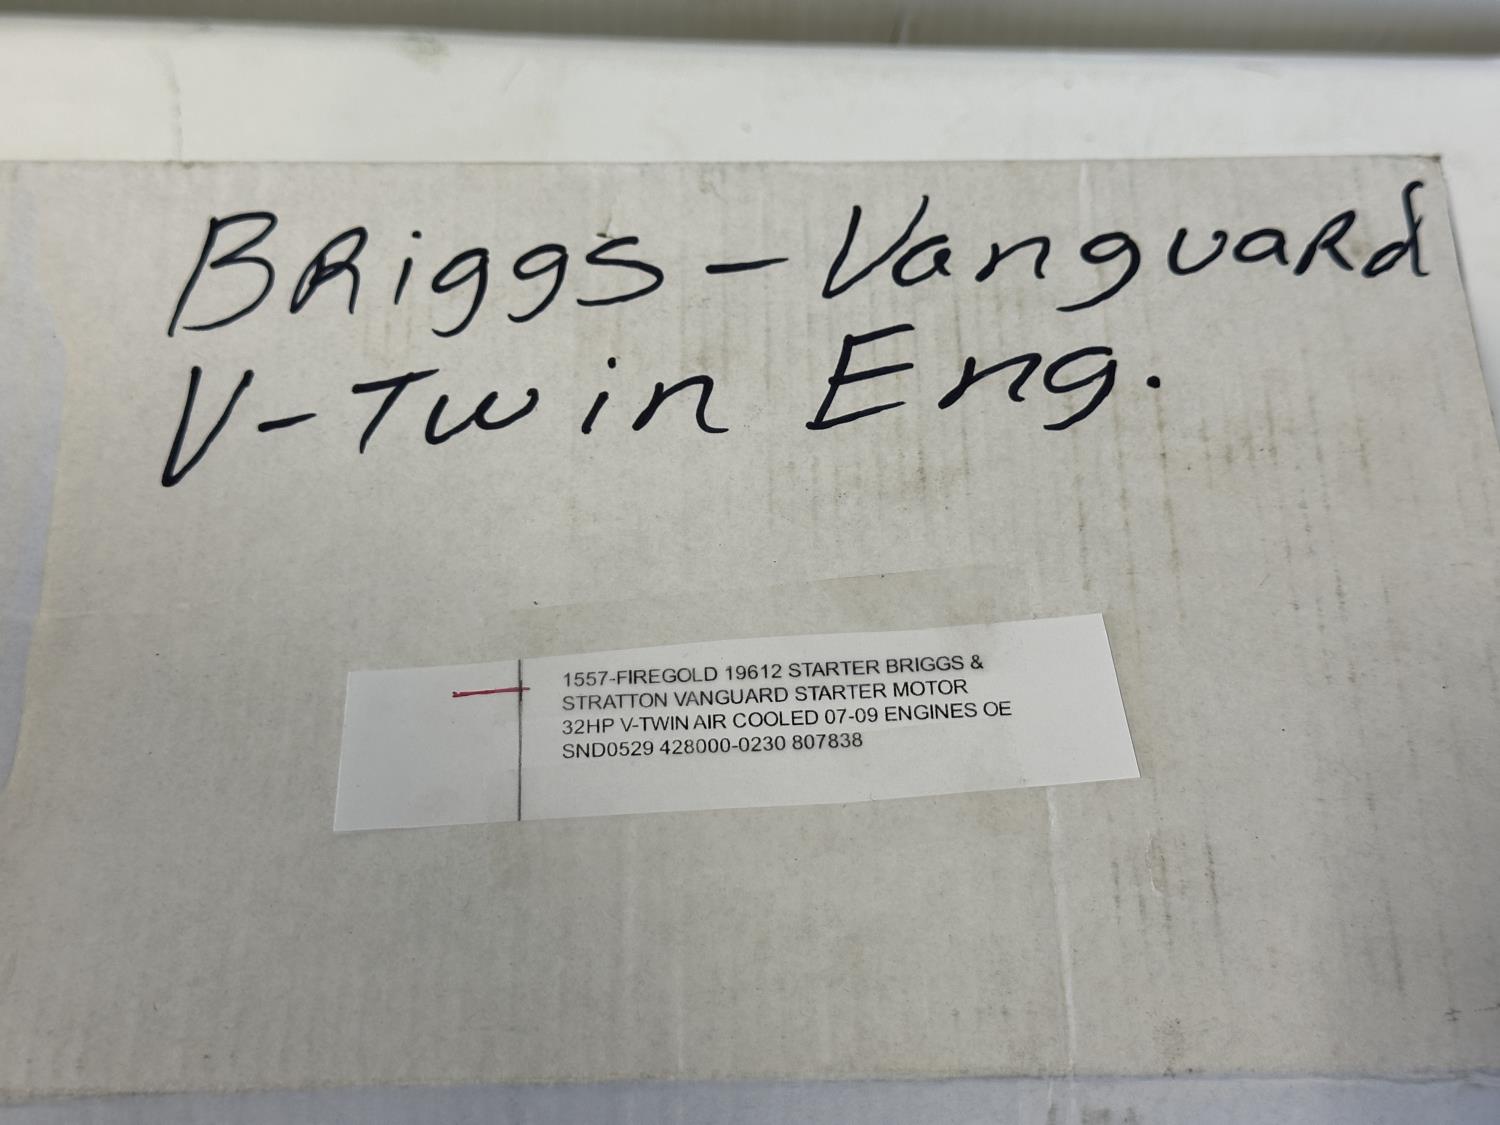 BRiggs - Vanguard
V-Twin Eng.
1557-FIREGOLD 19612 STARTER BRIGGS &
STRATTON VANGUARD STARTER MOTOR
32HP V-TWIN AIR COOLED 07-09 ENGINES OE
SND0529 428000-0230 807838